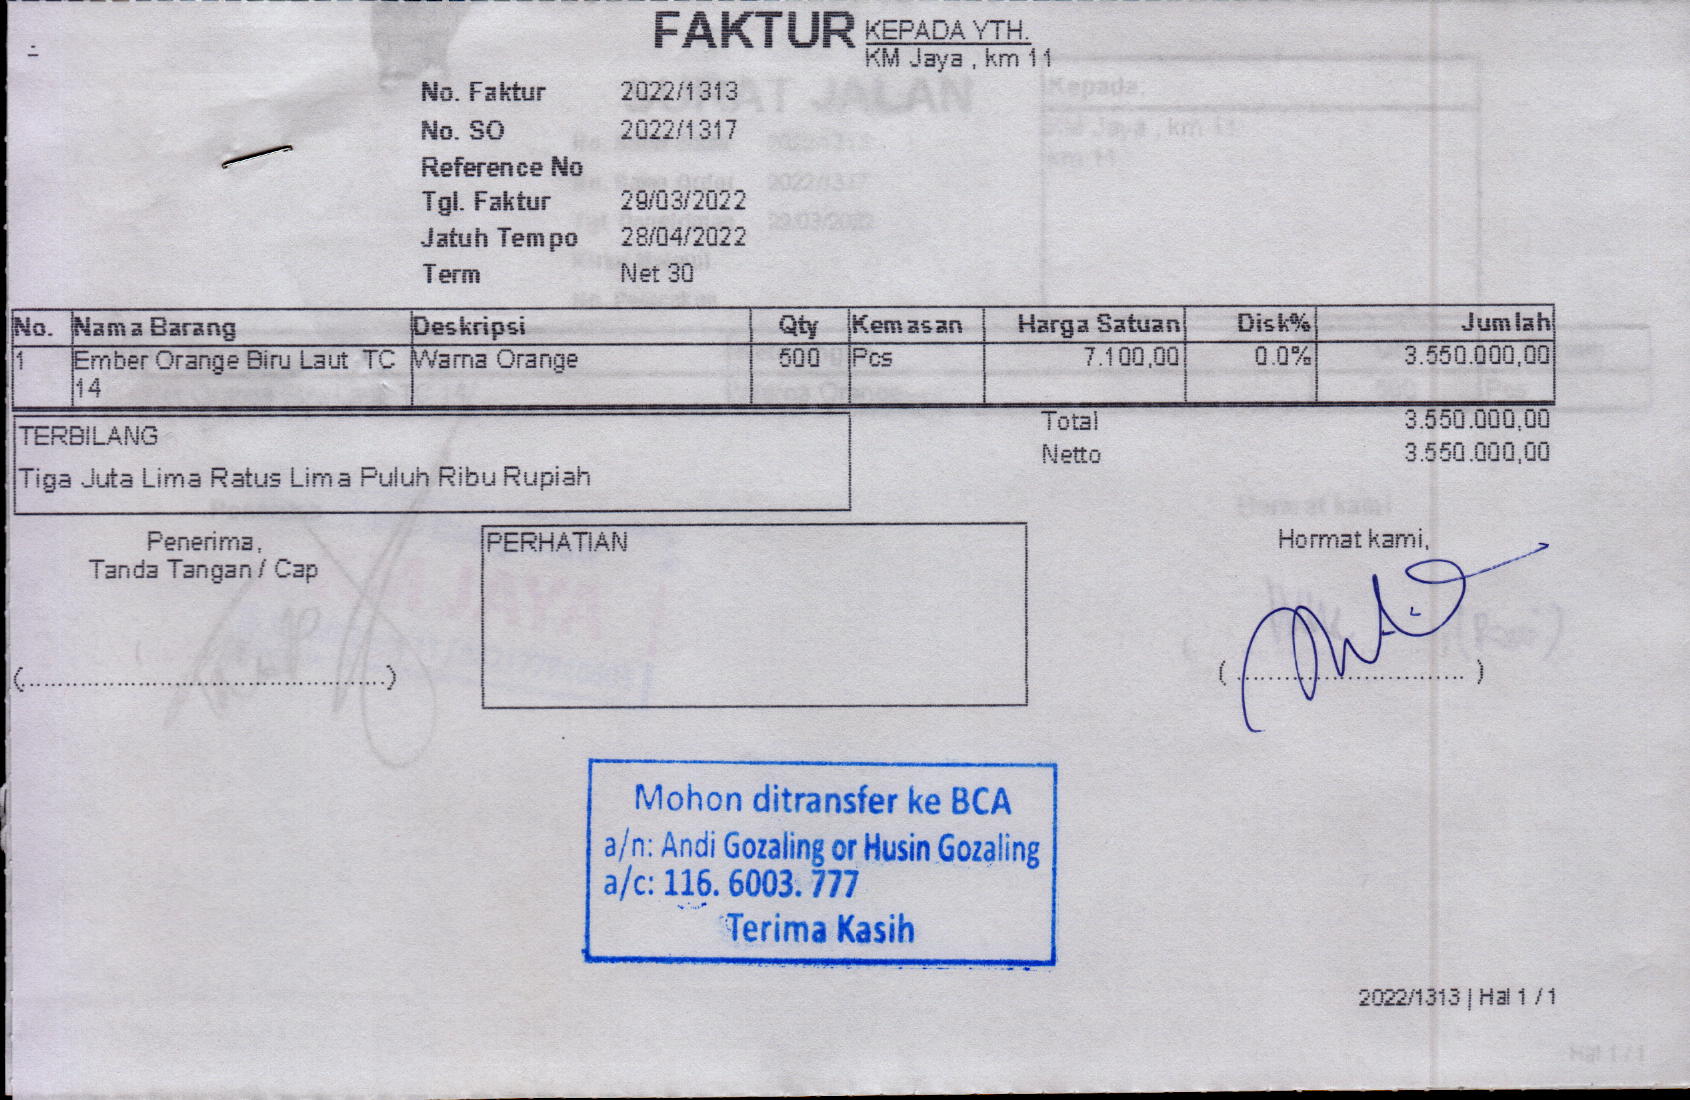 FAKTUR
KEPADA YTH.
KM Jaya , km 11
No. Faktur 2022/1313
No. SO 2022/1317
Reference No
Tgl. Faktur 29/03/2022
Jatuh Tempo 28/04/2022
Term Net 30
No. Nama Barang Deskripsi Qty Kemasan Harga Satuan Disk% Jumlah
1 Ember Orange Biru Laut TC Warna Orange 500 Pcs 7.100,00 0.0% 3.550.000,00
14
Total 3.550.000,00
TERBILANG
Netto 3.550.000,00
Tiga Juta Lima Ratus Lima Puluh Ribu Rupiah
Penerima,
Tanda Tangan / Cap
PERHATIAN
Hormat kami,
(................................................)
( .............................. )
Mohon ditransfer ke BCA
a/n: Andi Gozaling or Husin Gozaling
a/c: 116. 6003. 777
Terima Kasih
2022/1313 | Hal 1 / 1